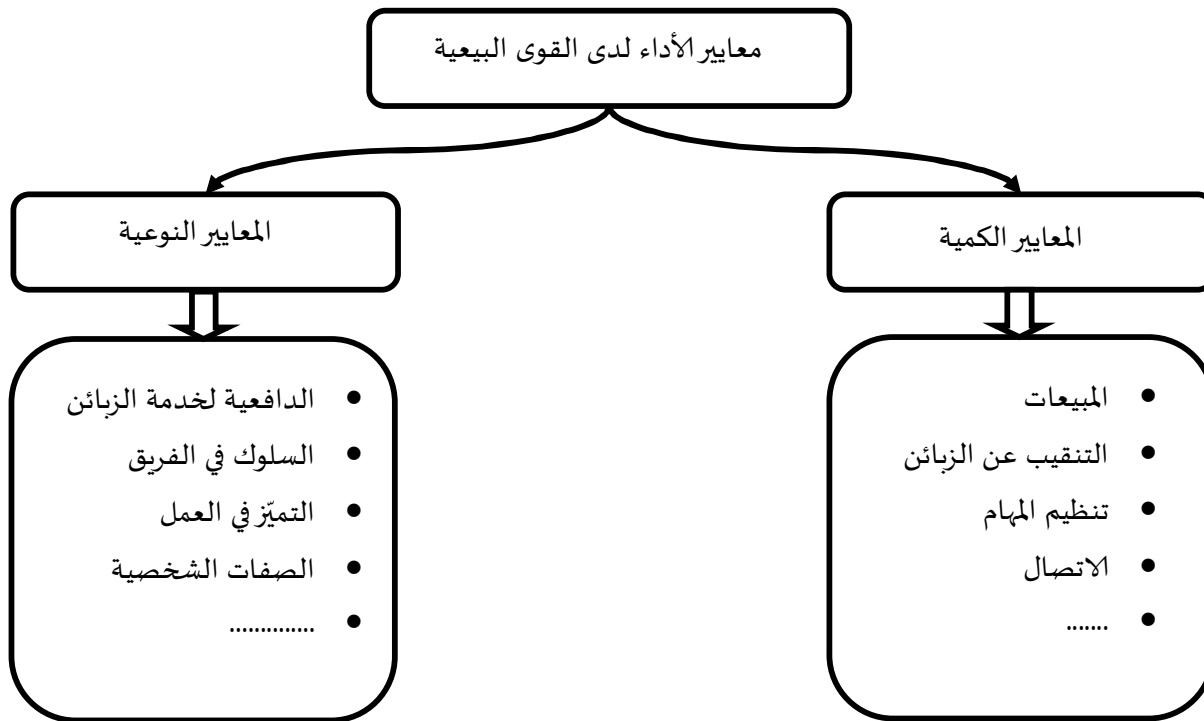 معايير الأداء لدى القوى البيعية
المعايير الكمية
• المبيعات
• التنقيب عن الزبائن
• تنظيم المهام
• الاتصال
• .......
المعايير النوعية
• الدافعية لخدمة الزبائن
• السلوك في الفريق
• التميّز في العمل
• الصفات الشخصية
• ..............